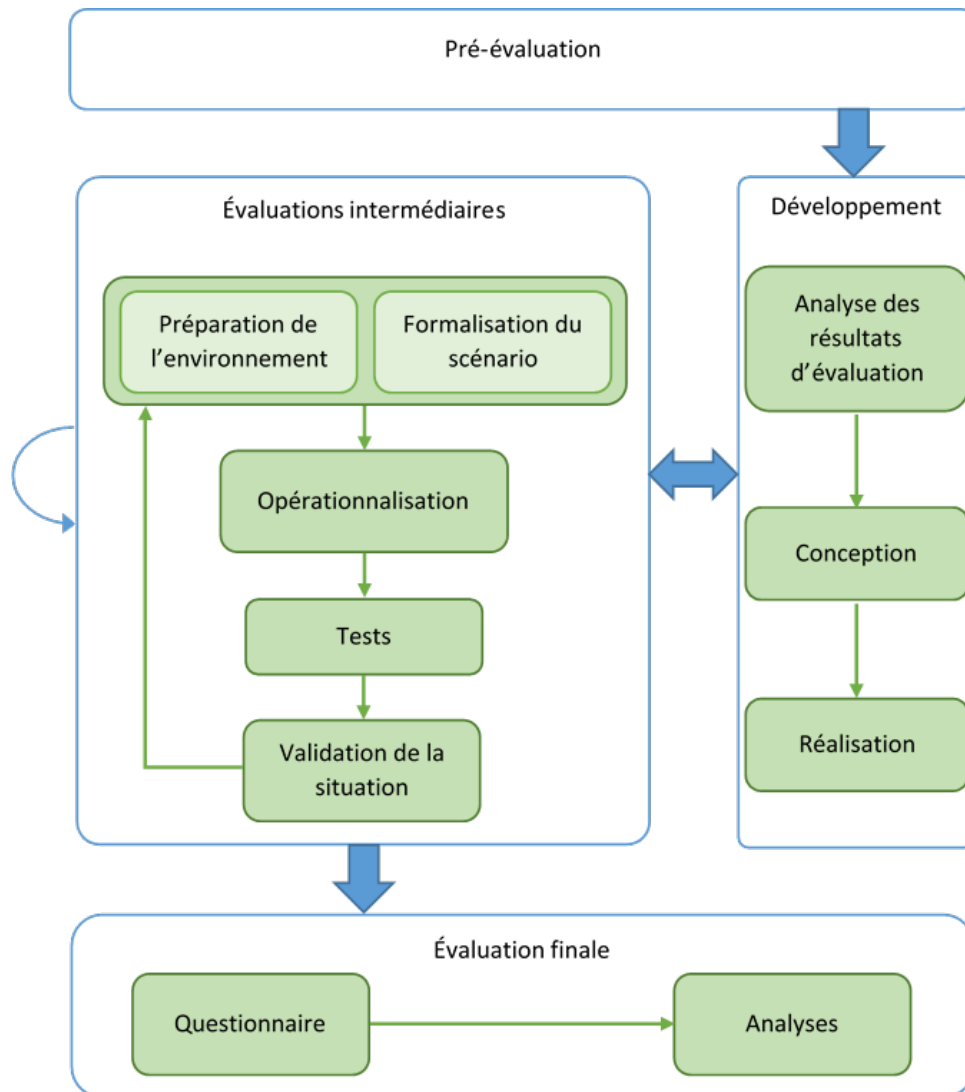 Pré-évaluation
Évaluations intermédiaires
Préparation de
l’environnement
Formalisation du
scénario
Opérationnalisation
Tests
Validation de la
situation
Développement
Analyse des
résultats
d’évaluation
Conception
Réalisation
Évaluation finale
Questionnaire
Analyses